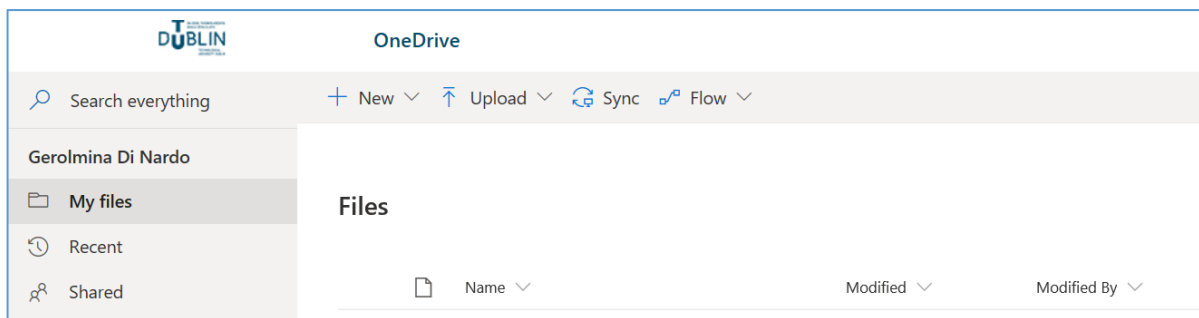 TU DUBLIN
OneDrive
Search everything
New
Upload
Sync
Flow
Gerolmina Di Nardo
My files
Recent
Shared
Files
Name
Modified
Modified By